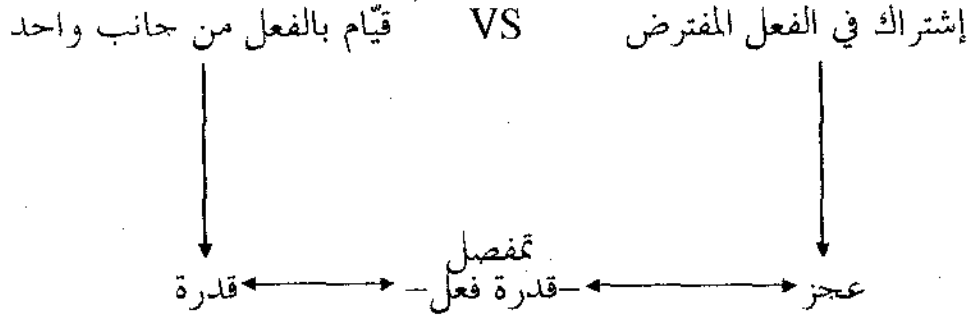 إشتراك في الفعل المفترض VS قيّام بالفعل من جانب واحد
تمفصل
عجز –قدرة فعل– قدرة